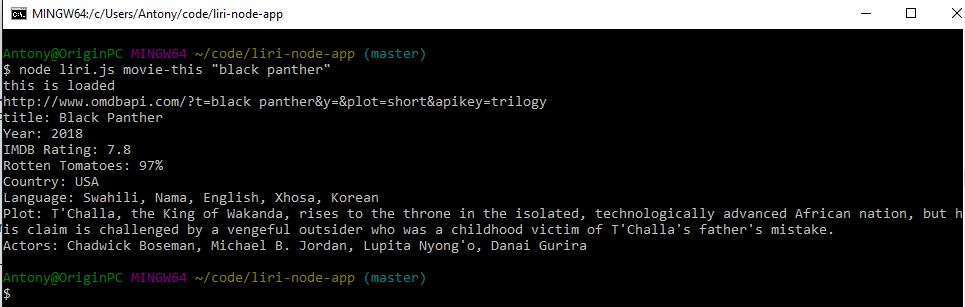 MINGW64:/c/Users/Antony/code/liri-node-app
Antony@OriginPC MINGW64 ~/code/liri-node-app (master)
$ node liri.js movie-this "black panther"
this is loaded
http://www.omdbapi.com/?t=black panther&y=&plot=short&apikey=trilogy
title: Black Panther
Year: 2018
IMDB Rating: 7.8
Rotten Tomatoes: 97%
Country: USA
Language: Swahili, Nama, English, Xhosa, Korean
Plot: T'Challa, the King of Wakanda, rises to the throne in the isolated, technologically advanced African nation, but h
is claim is challenged by a vengeful outsider who was a childhood victim of T'Challa's father's mistake.
Actors: Chadwick Boseman, Michael B. Jordan, Lupita Nyong'o, Danai Gurira
Antony@OriginPC MINGW64 ~/code/liri-node-app (master)
$